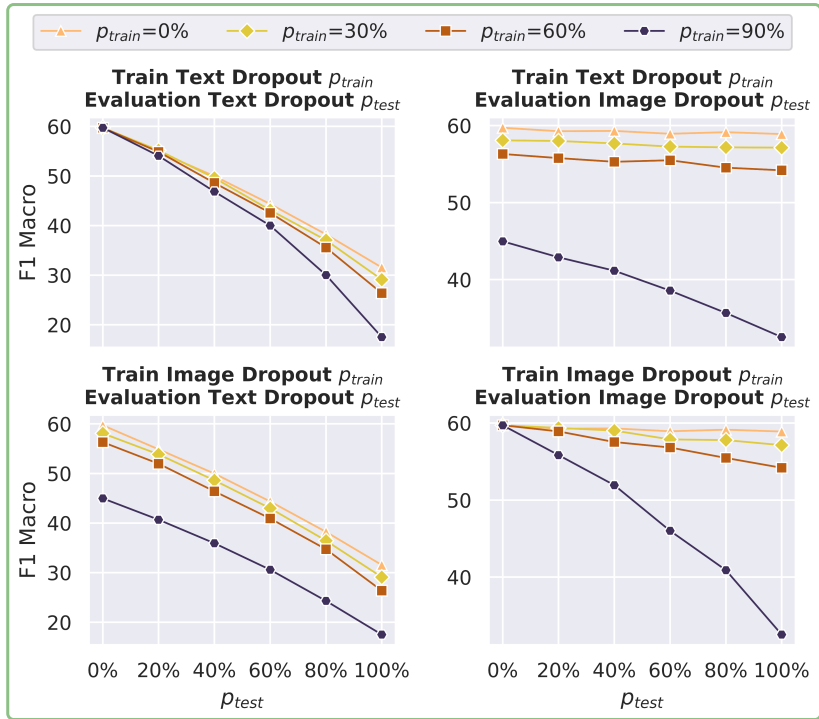 p_train=0% p_train=30% p_train=60% p_train=90%
Train Text Dropout p_train
Evaluation Text Dropout p_test
Train Text Dropout p_train
Evaluation Image Dropout p_test
60
50
40
30
20
F1 Macro
60
50
40
Train Image Dropout p_train
Evaluation Text Dropout p_test
Train Image Dropout p_train
Evaluation Image Dropout p_test
60
50
40
30
20
F1 Macro
0% 20% 40% 60% 80% 100%
p_test
60
50
40
0% 20% 40% 60% 80% 100%
p_test